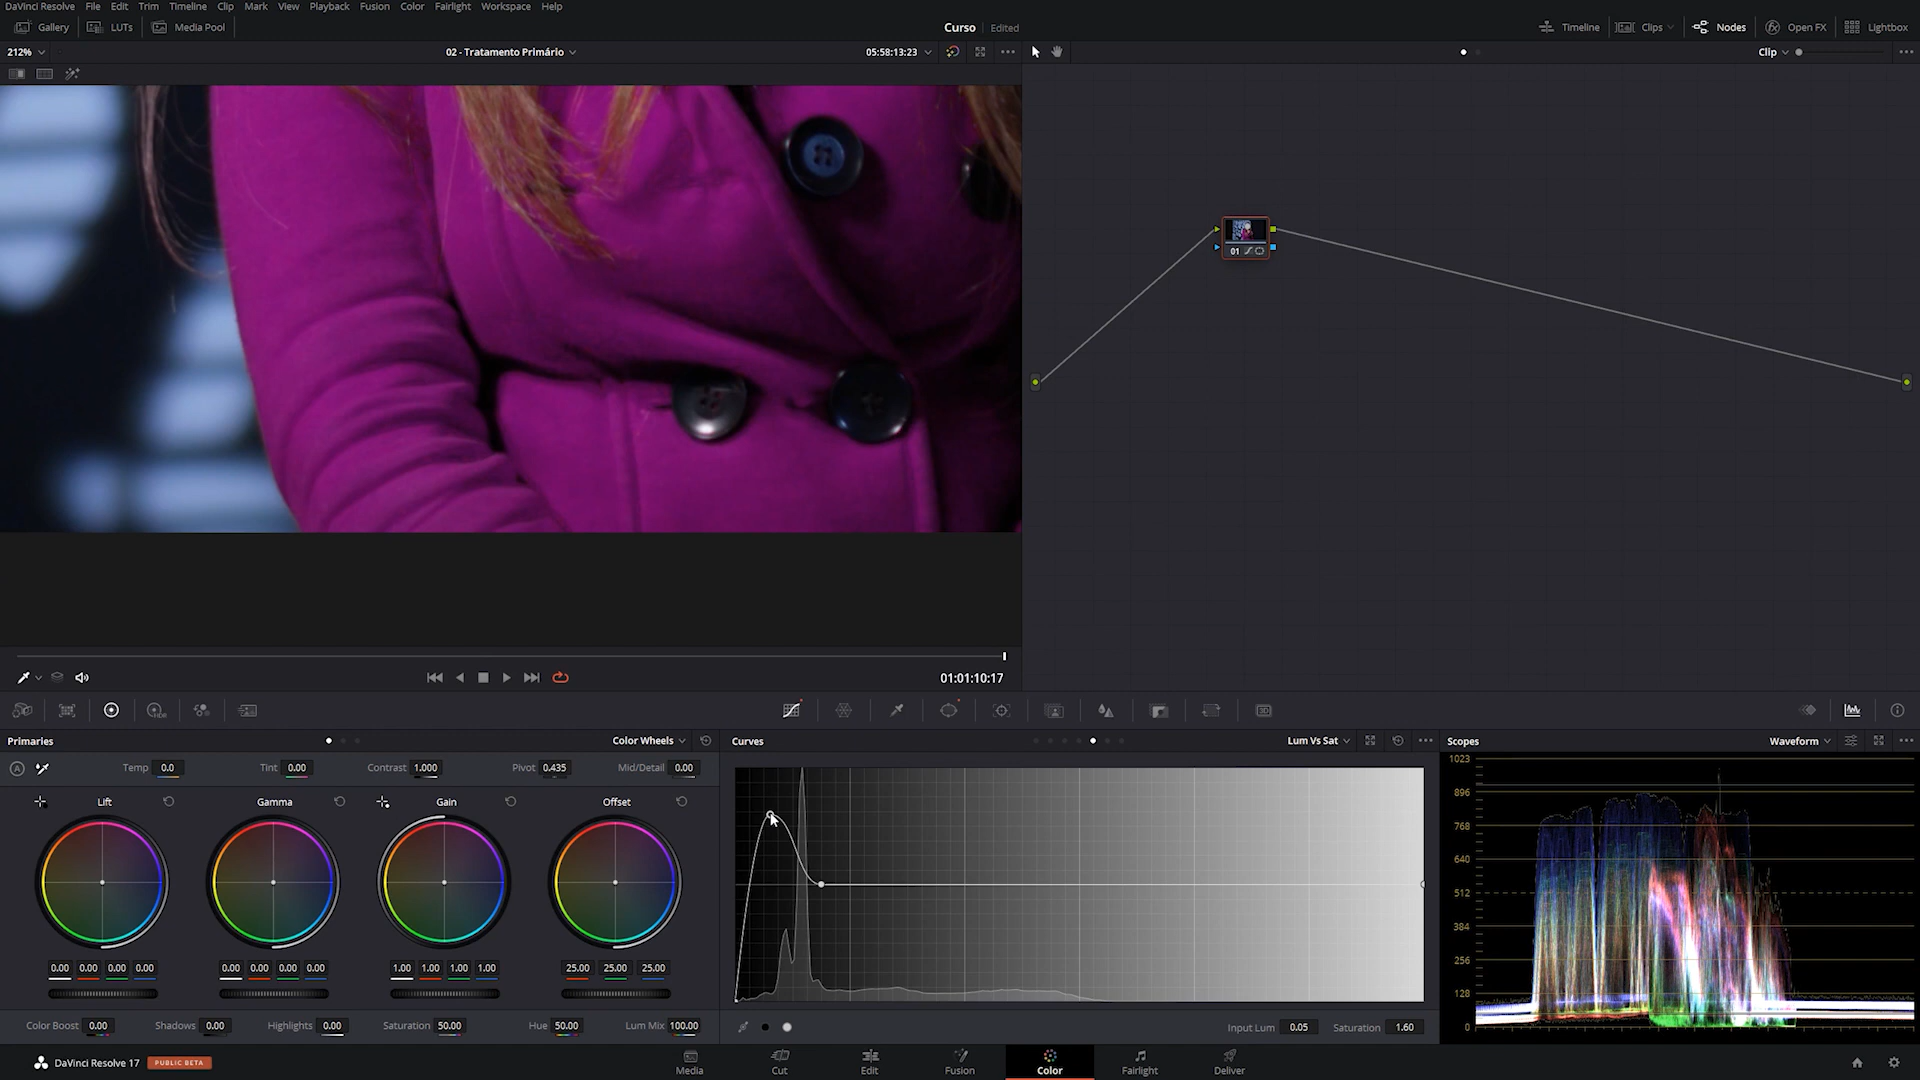 DaVinci Resolve File Edit Trim Timeline Clip Mark View Playback Fusion Color Fairlight Workspace Help
Gallery LUTs Media Pool Curso Edited Timeline Clips Nodes Open FX Lightbox
212% 02 - Tratamento Primário 05:58:13:23 Clip
01
01:01:10:17
Primaries Color Wheels Curves Lum Vs Sat Scopes Waveform
Temp 0.0 Tint 0.00 Contrast 1.000 Pivot 0.435 Mid/Detail 0.00
Lift Gamma Gain Offset
0.00 0.00 0.00 0.00 0.00 0.00 0.00 0.00 1.00 1.00 1.00 1.00 25.00 25.00 25.00
Color Boost 0.00 Shadows 0.00 Highlights 0.00 Saturation 50.00 Hue 50.00 Lum Mix 100.00
Input Lum 0.05 Saturation 1.60
1023
896
768
640
512
384
256
128
0
DaVinci Resolve 17 PUBLIC BETA
Media Cut Edit Fusion Color Fairlight Deliver